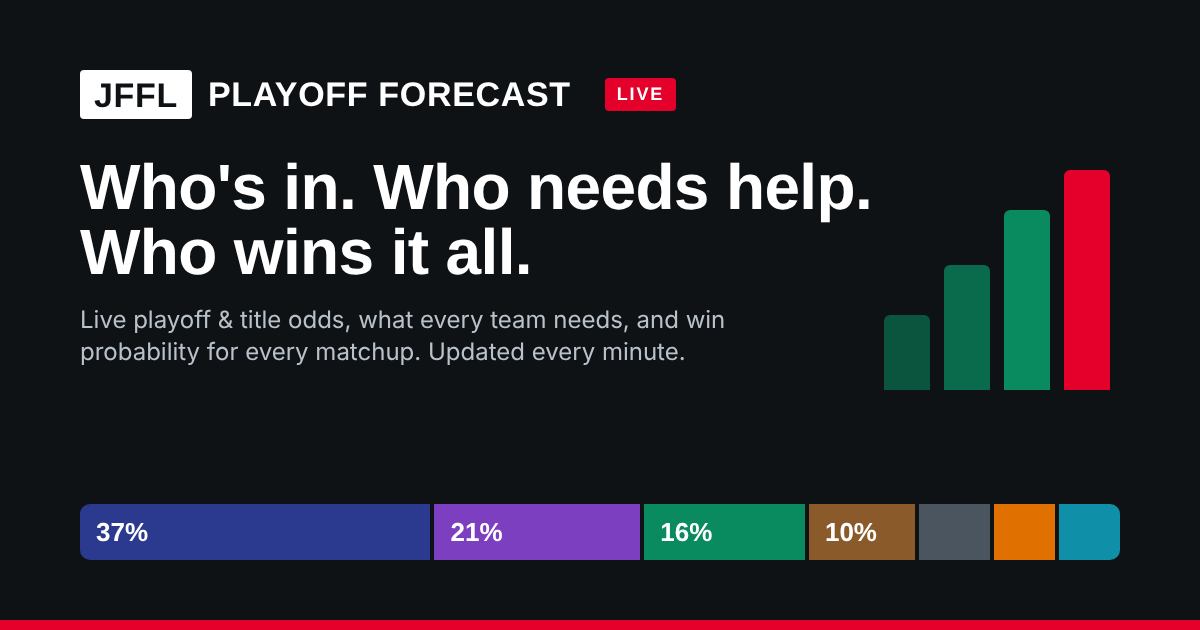 JFFL PLAYOFF FORECAST LIVE
Who's in. Who needs help.
Who wins it all.
Live playoff & title odds, what every team needs, and win
probability for every matchup. Updated every minute.
37% 21% 16% 10%